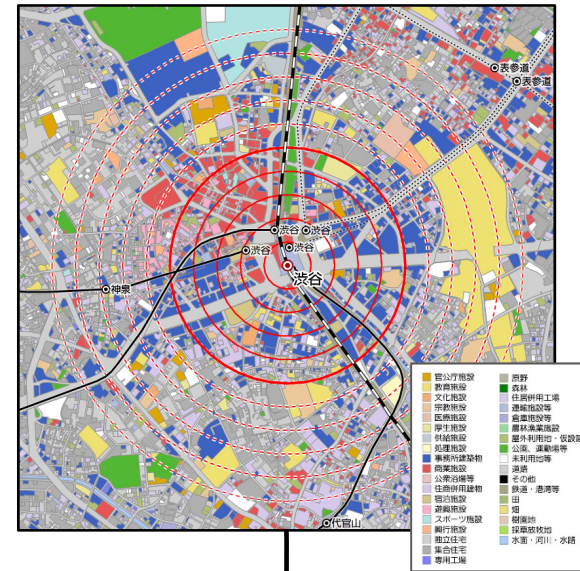 表参道
表参道
渋谷
渋谷
渋谷
渋谷
渋谷
神泉
代官山
官公庁施設
教育施設
文化施設
宗教施設
医療施設
厚生施設
供給施設
処理施設
事務所建築物
商業施設
公衆浴場等
住商併用建物
宿泊施設
遊興施設
スポーツ施設
興行施設
独立住宅
集合住宅
専用工場
原野
森林
住居併用工場
運輸施設等
倉庫施設等
農林漁業施設
屋外利用地・仮設建
公園、運動場等
未利用地等
道路
その他
鉄道・港湾等
田
畑
樹園地
採草放牧地
水面・河川・水路